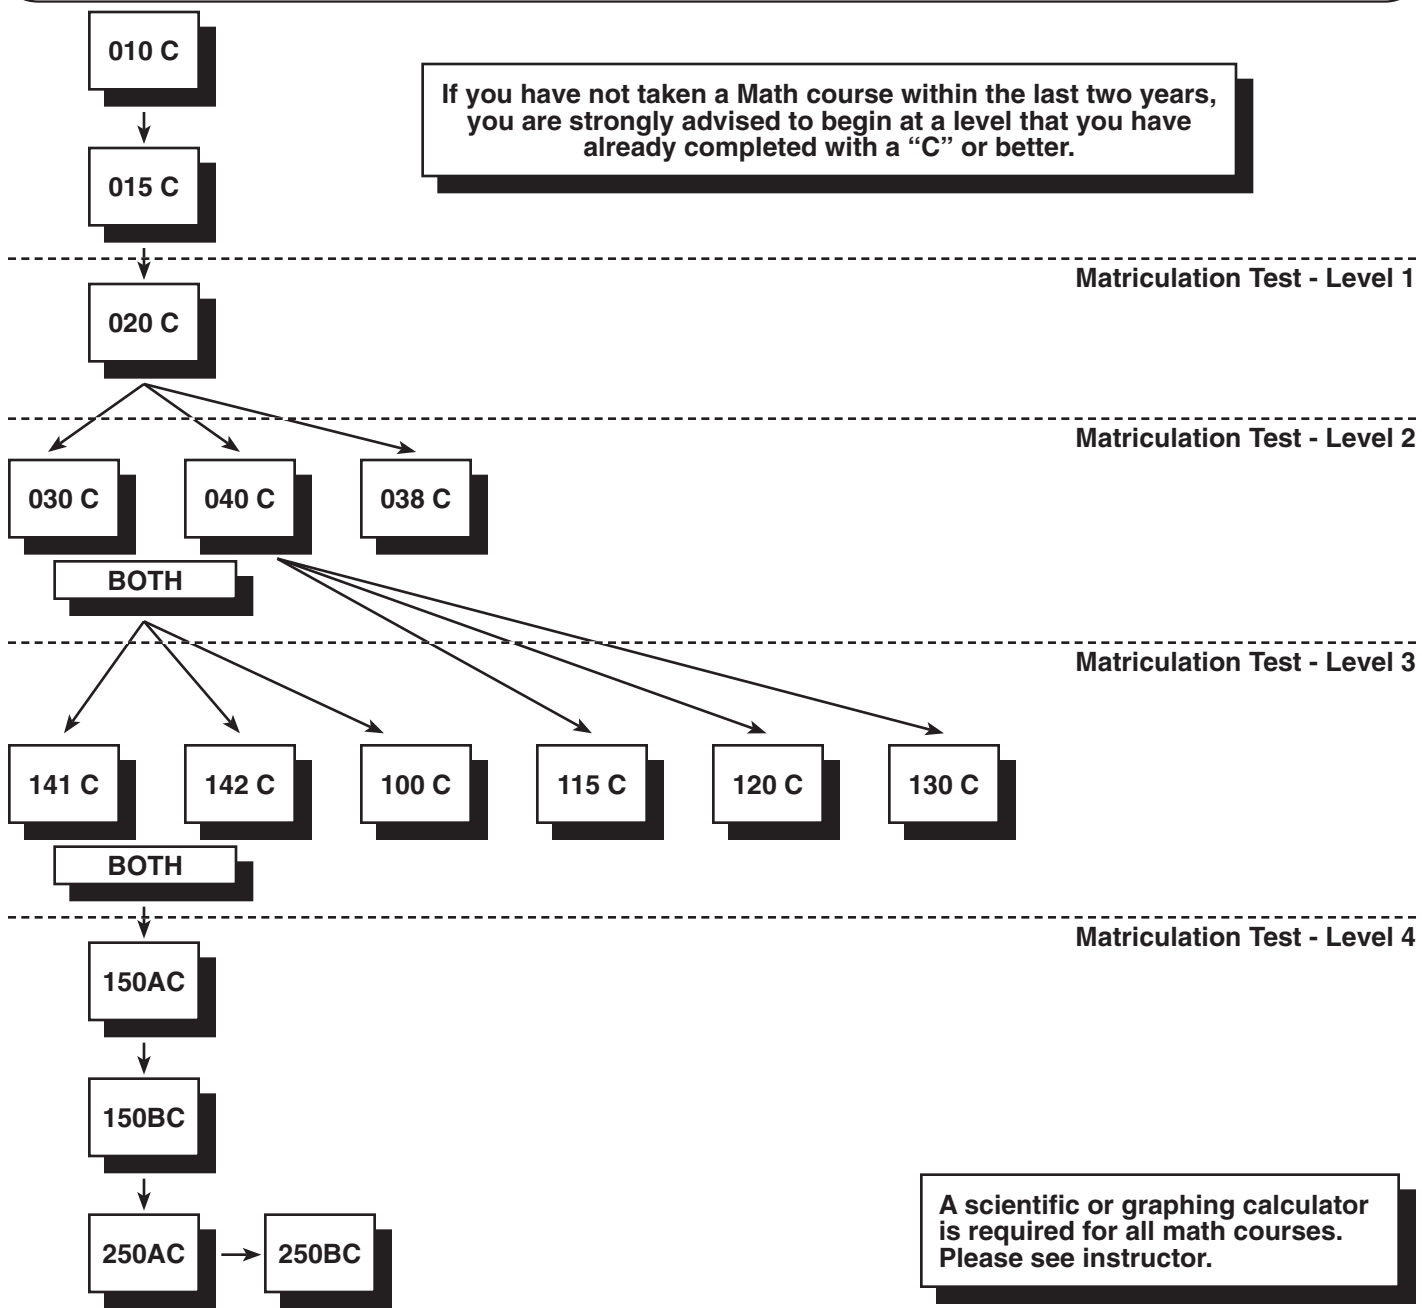 010 C
If you have not taken a Math course within the last two years,
you are strongly advised to begin at a level that you have
already completed with a “C” or better.
015 C
Matriculation Test - Level 1
020 C
Matriculation Test - Level 2
030 C
040 C
038 C
BOTH
Matriculation Test - Level 3
141 C
142 C
100 C
115 C
120 C
130 C
BOTH
Matriculation Test - Level 4
150AC
150BC
250AC
250BC
A scientific or graphing calculator
is required for all math courses.
Please see instructor.